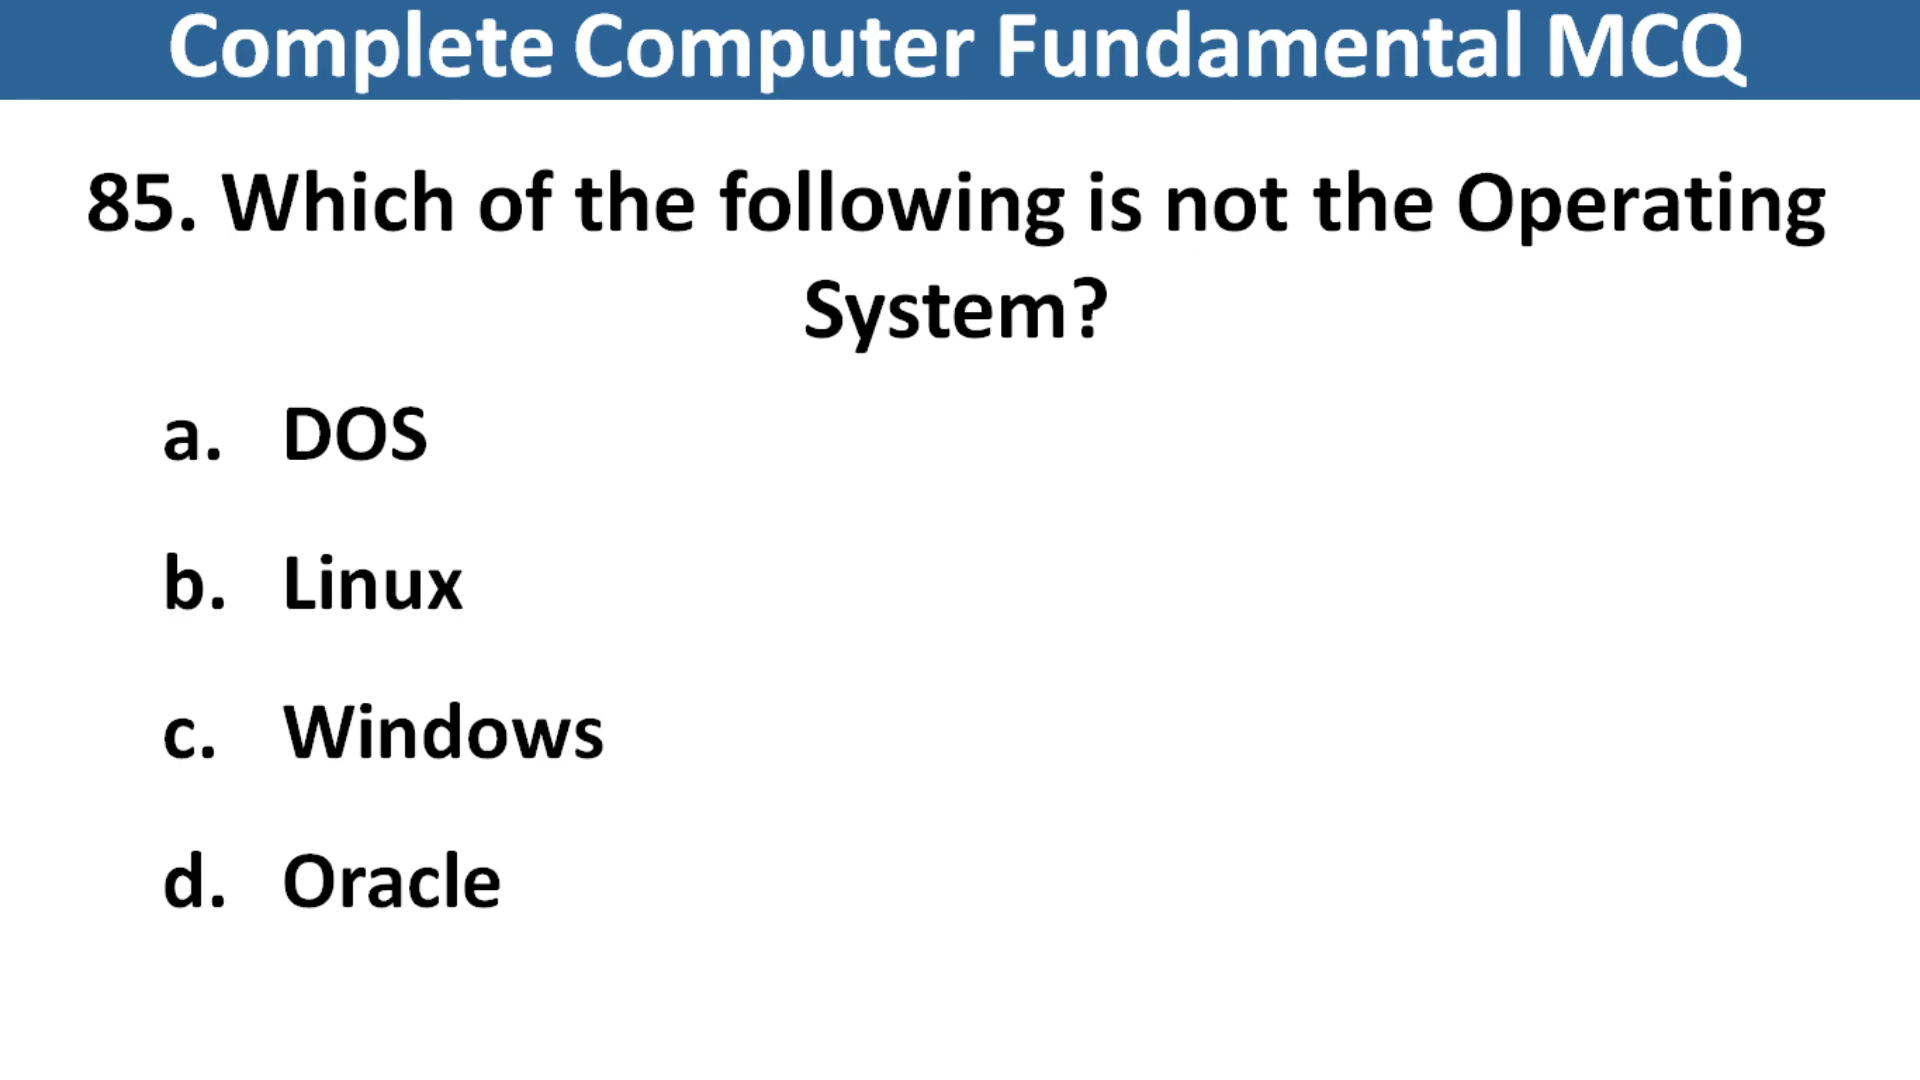 Complete Computer Fundamental MCQ
85. Which of the following is not the Operating
System?
a. DOS
b. Linux
c. Windows
d. Oracle